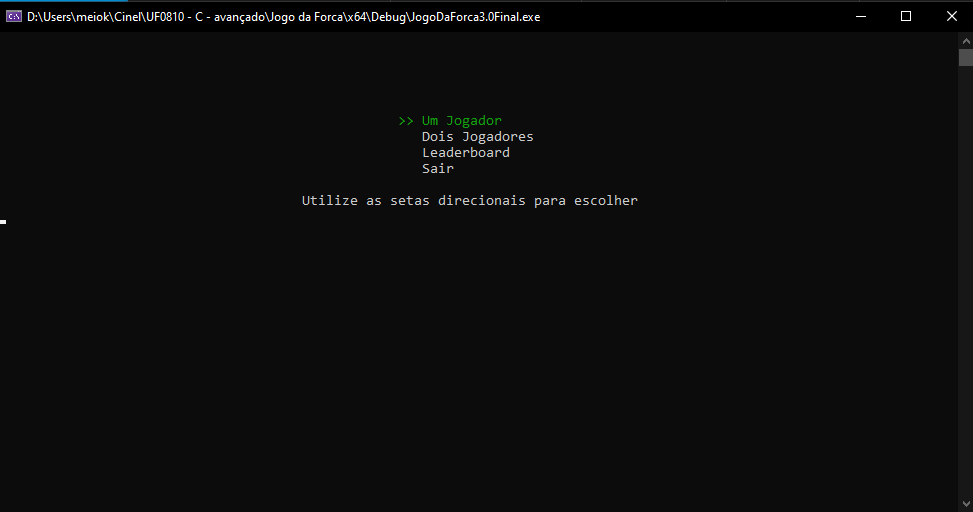 D:\Users\meiok\Cinel\UF0810 - C - avançado\Jogo da Forca\x64\Debug\JogoDaForca3.0Final.exe
>> Um Jogador
Dois Jogadores
Leaderboard
Sair
Utilize as setas direcionais para escolher